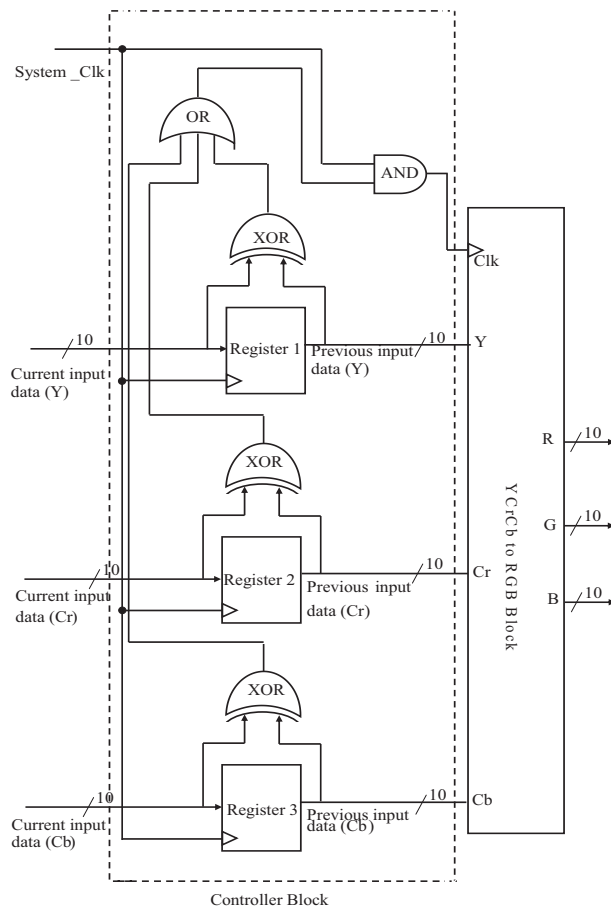 System _Clk
OR
AND
XOR
Clk
10
Register 1
Previous input
data (Y)
10
Y
Current input
data (Y)
R
10
XOR
G
10
10
Register 2
Previous input
data (Cr)
10
Cr
Current input
data (Cr)
B
10
YCrCb to RGB Block
XOR
10
Register 3
Previous input
data (Cb)
10
Cb
Current input
data (Cb)
Controller Block